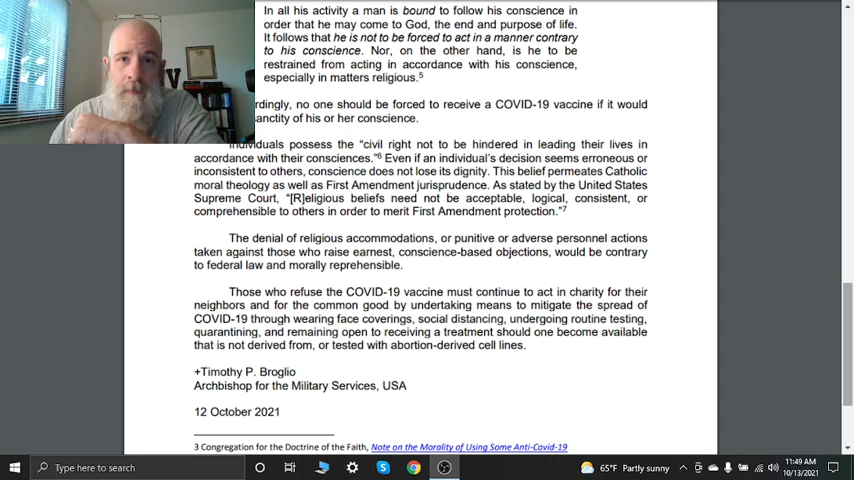 In all his activity a man is bound to follow his conscience in
order that he may come to God, the end and purpose of life.
It follows that he is not to be forced to act in a manner contrary
to his conscience. Nor, on the other hand, is he to be
restrained from acting in accordance with his conscience,
especially in matters religious.5
rdingly, no one should be forced to receive a COVID-19 vaccine if it would
anctity of his or her conscience.
Individuals possess the “civil right not to be hindered in leading their lives in
accordance with their consciences.”6 Even if an individual’s decision seems erroneous or
inconsistent to others, conscience does not lose its dignity. This belief permeates Catholic
moral theology as well as First Amendment jurisprudence. As stated by the United States
Supreme Court, “[R]eligious beliefs need not be acceptable, logical, consistent, or
comprehensible to others in order to merit First Amendment protection.”7
The denial of religious accommodations, or punitive or adverse personnel actions
taken against those who raise earnest, conscience-based objections, would be contrary
to federal law and morally reprehensible.
Those who refuse the COVID-19 vaccine must continue to act in charity for their
neighbors and for the common good by undertaking means to mitigate the spread of
COVID-19 through wearing face coverings, social distancing, undergoing routine testing,
quarantining, and remaining open to receiving a treatment should one become available
that is not derived from, or tested with abortion-derived cell lines.
+Timothy P. Broglio
Archbishop for the Military Services, USA
12 October 2021
3 Congregation for the Doctrine of the Faith, Note on the Morality of Using Some Anti-Covid-19
Type here to search
65°F Partly sunny
11:49 AM
10/13/2021